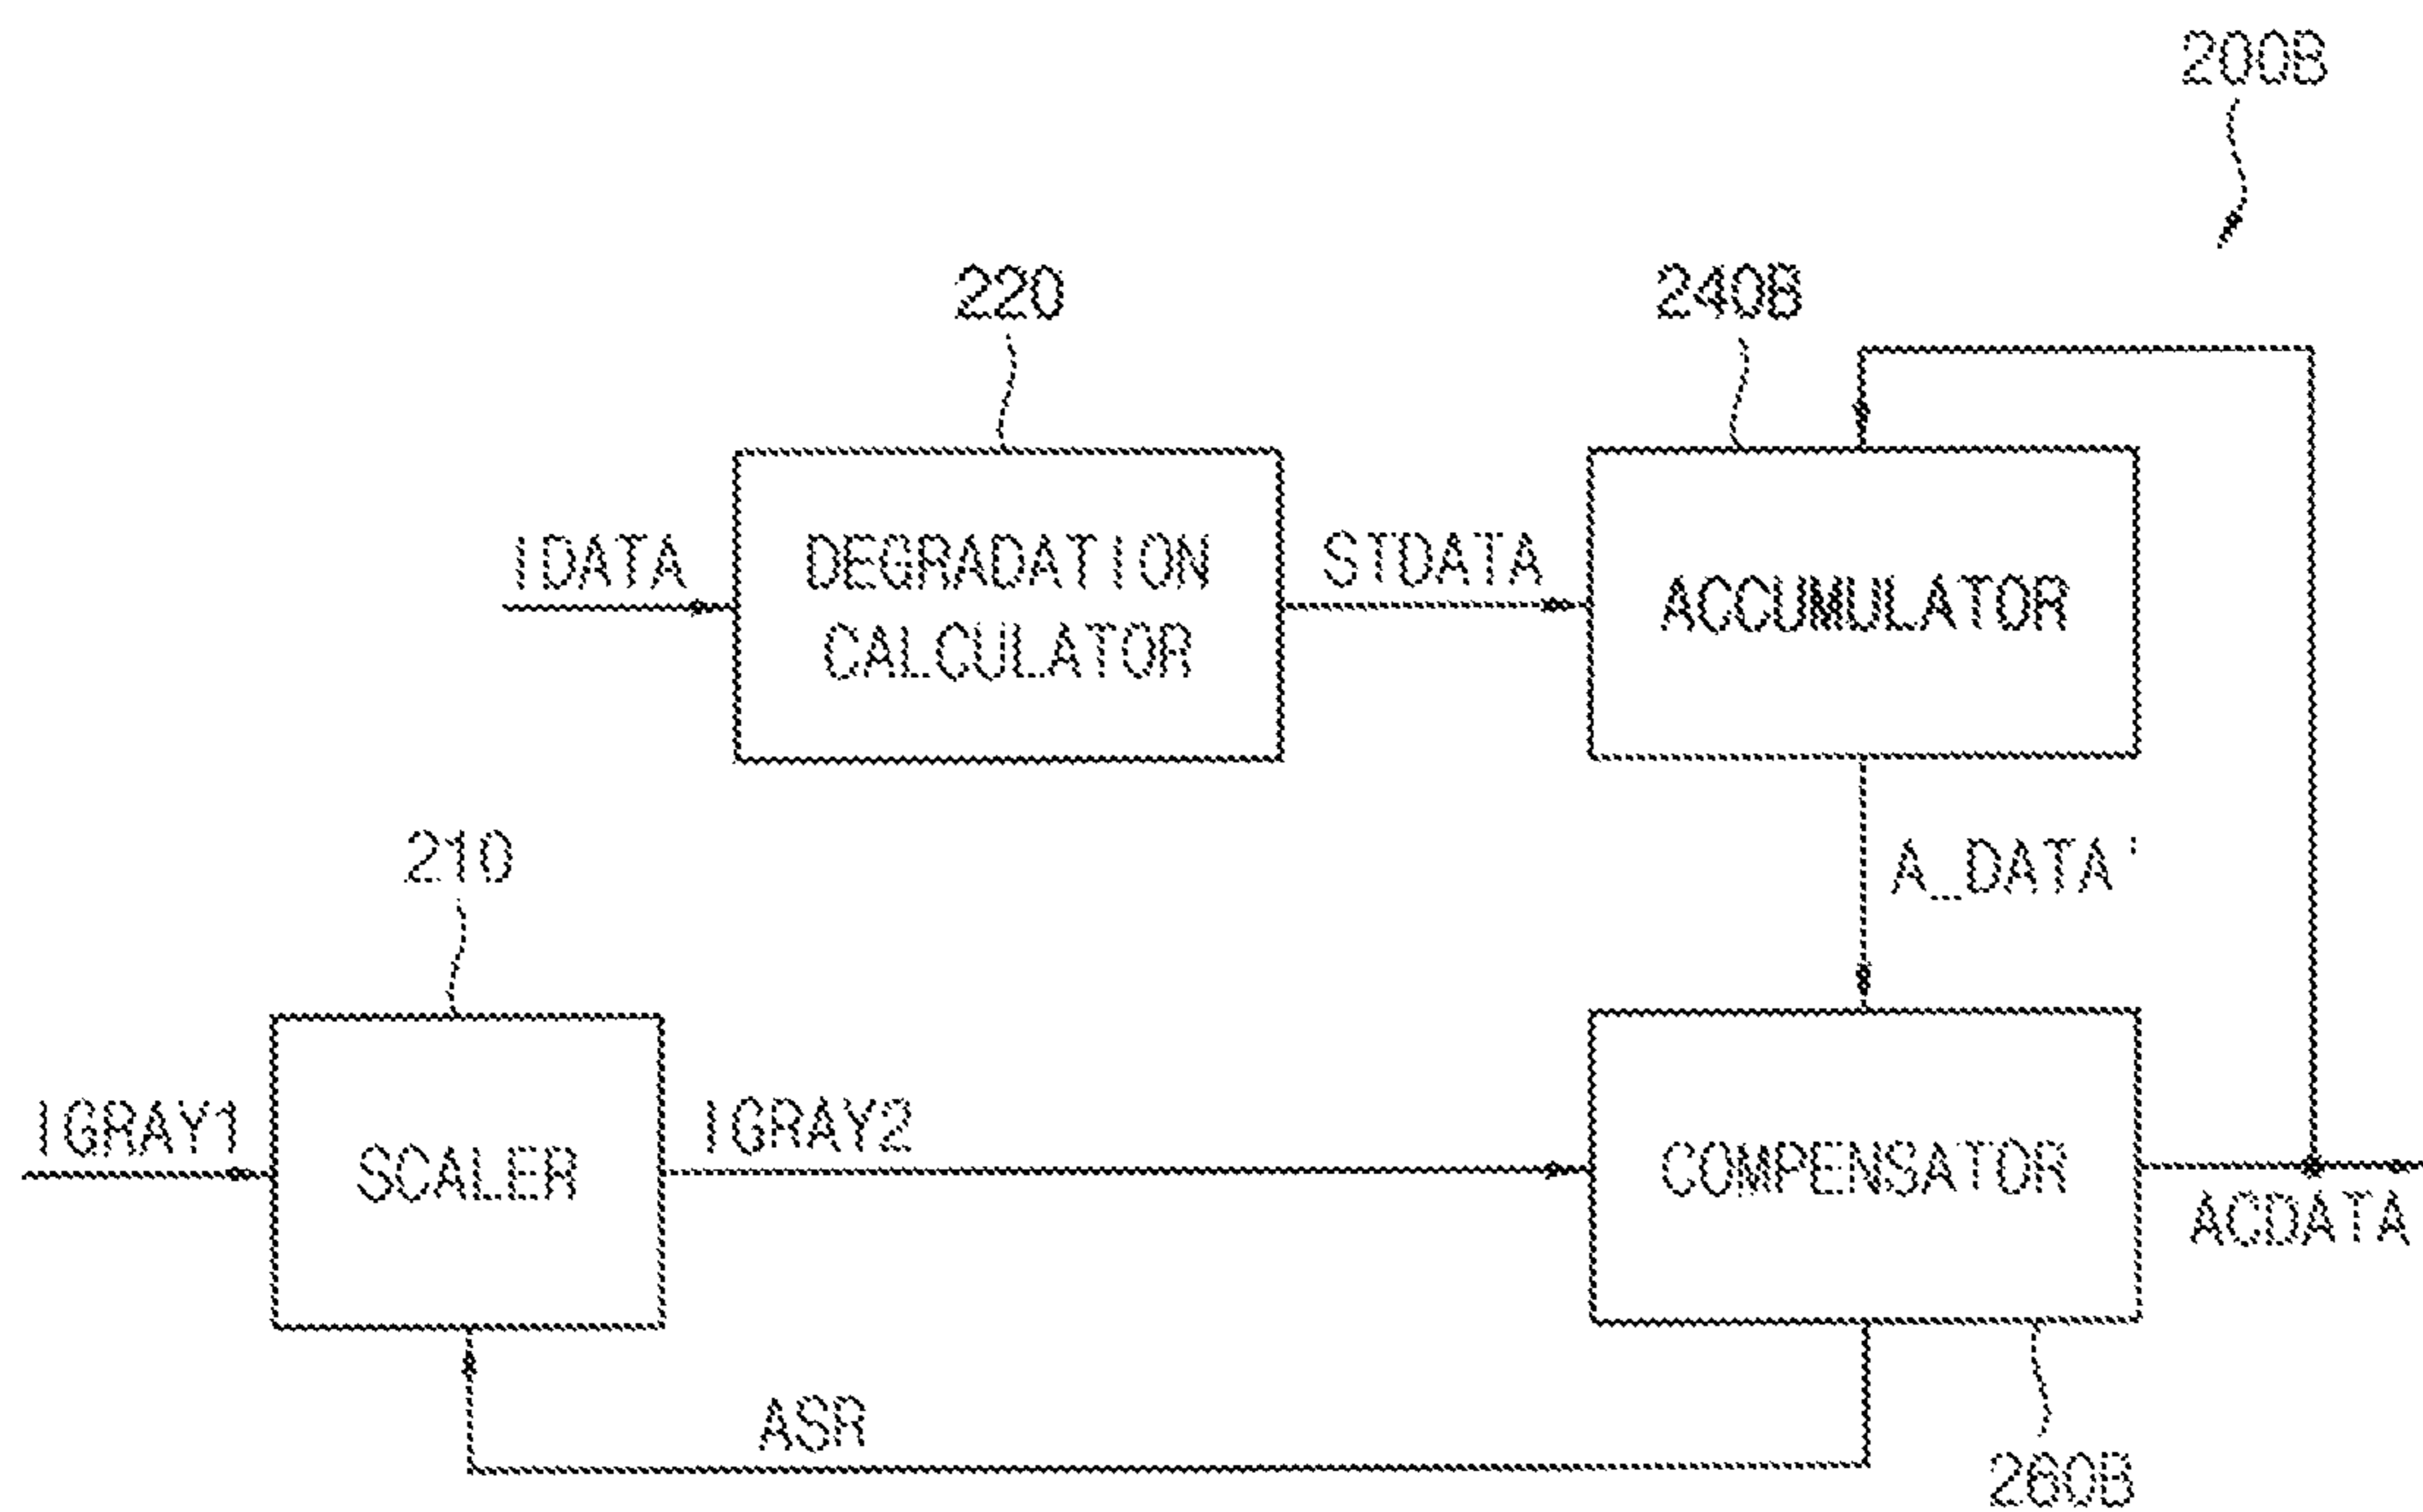 200B
220
240B
IDATA
DEGRADATION
CALCULATOR
STDATA
ACCUMULATOR
A_DATA'
210
IGRAY1
SCALER
IGRAY2
COMPENSATOR
ACDATA
ASR
260B